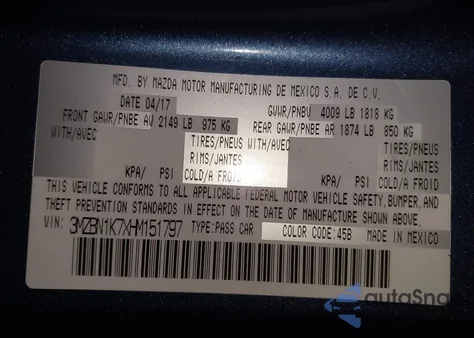 MFD. BY MAZDA MOTOR MANUFACTURING DE MEXICO S.A. DE C.V.
DATE 04/17 GVWR/PNBV 4009 LB 1818 KG
FRONT GAWR/PNBE AV 2149 LB 975 KG REAR GAWR/PNBE AR 1874 LB 850 KG
WITH/AVEC TIRES/PNEUS WITH/AVEC TIRES/PNEUS
RIMS/JANTES RIMS/JANTES
KPA/ PSI C/A FROID KPA/ PSI C/A FROID
THIS VEHICLE CONFORMS TO ALL APPLICABLE FEDERAL MOTOR VEHICLE SAFETY,BUMPER,AND
THEFT PREVENTION STANDARDS IN EFFECT ON THE DATE OF MANUFACTURE SHOWN ABOVE.
VIN: 3MZBN1K7XHM151797 TYPE:PASS CAR COLOR CODE:45B MADE IN MEXICO